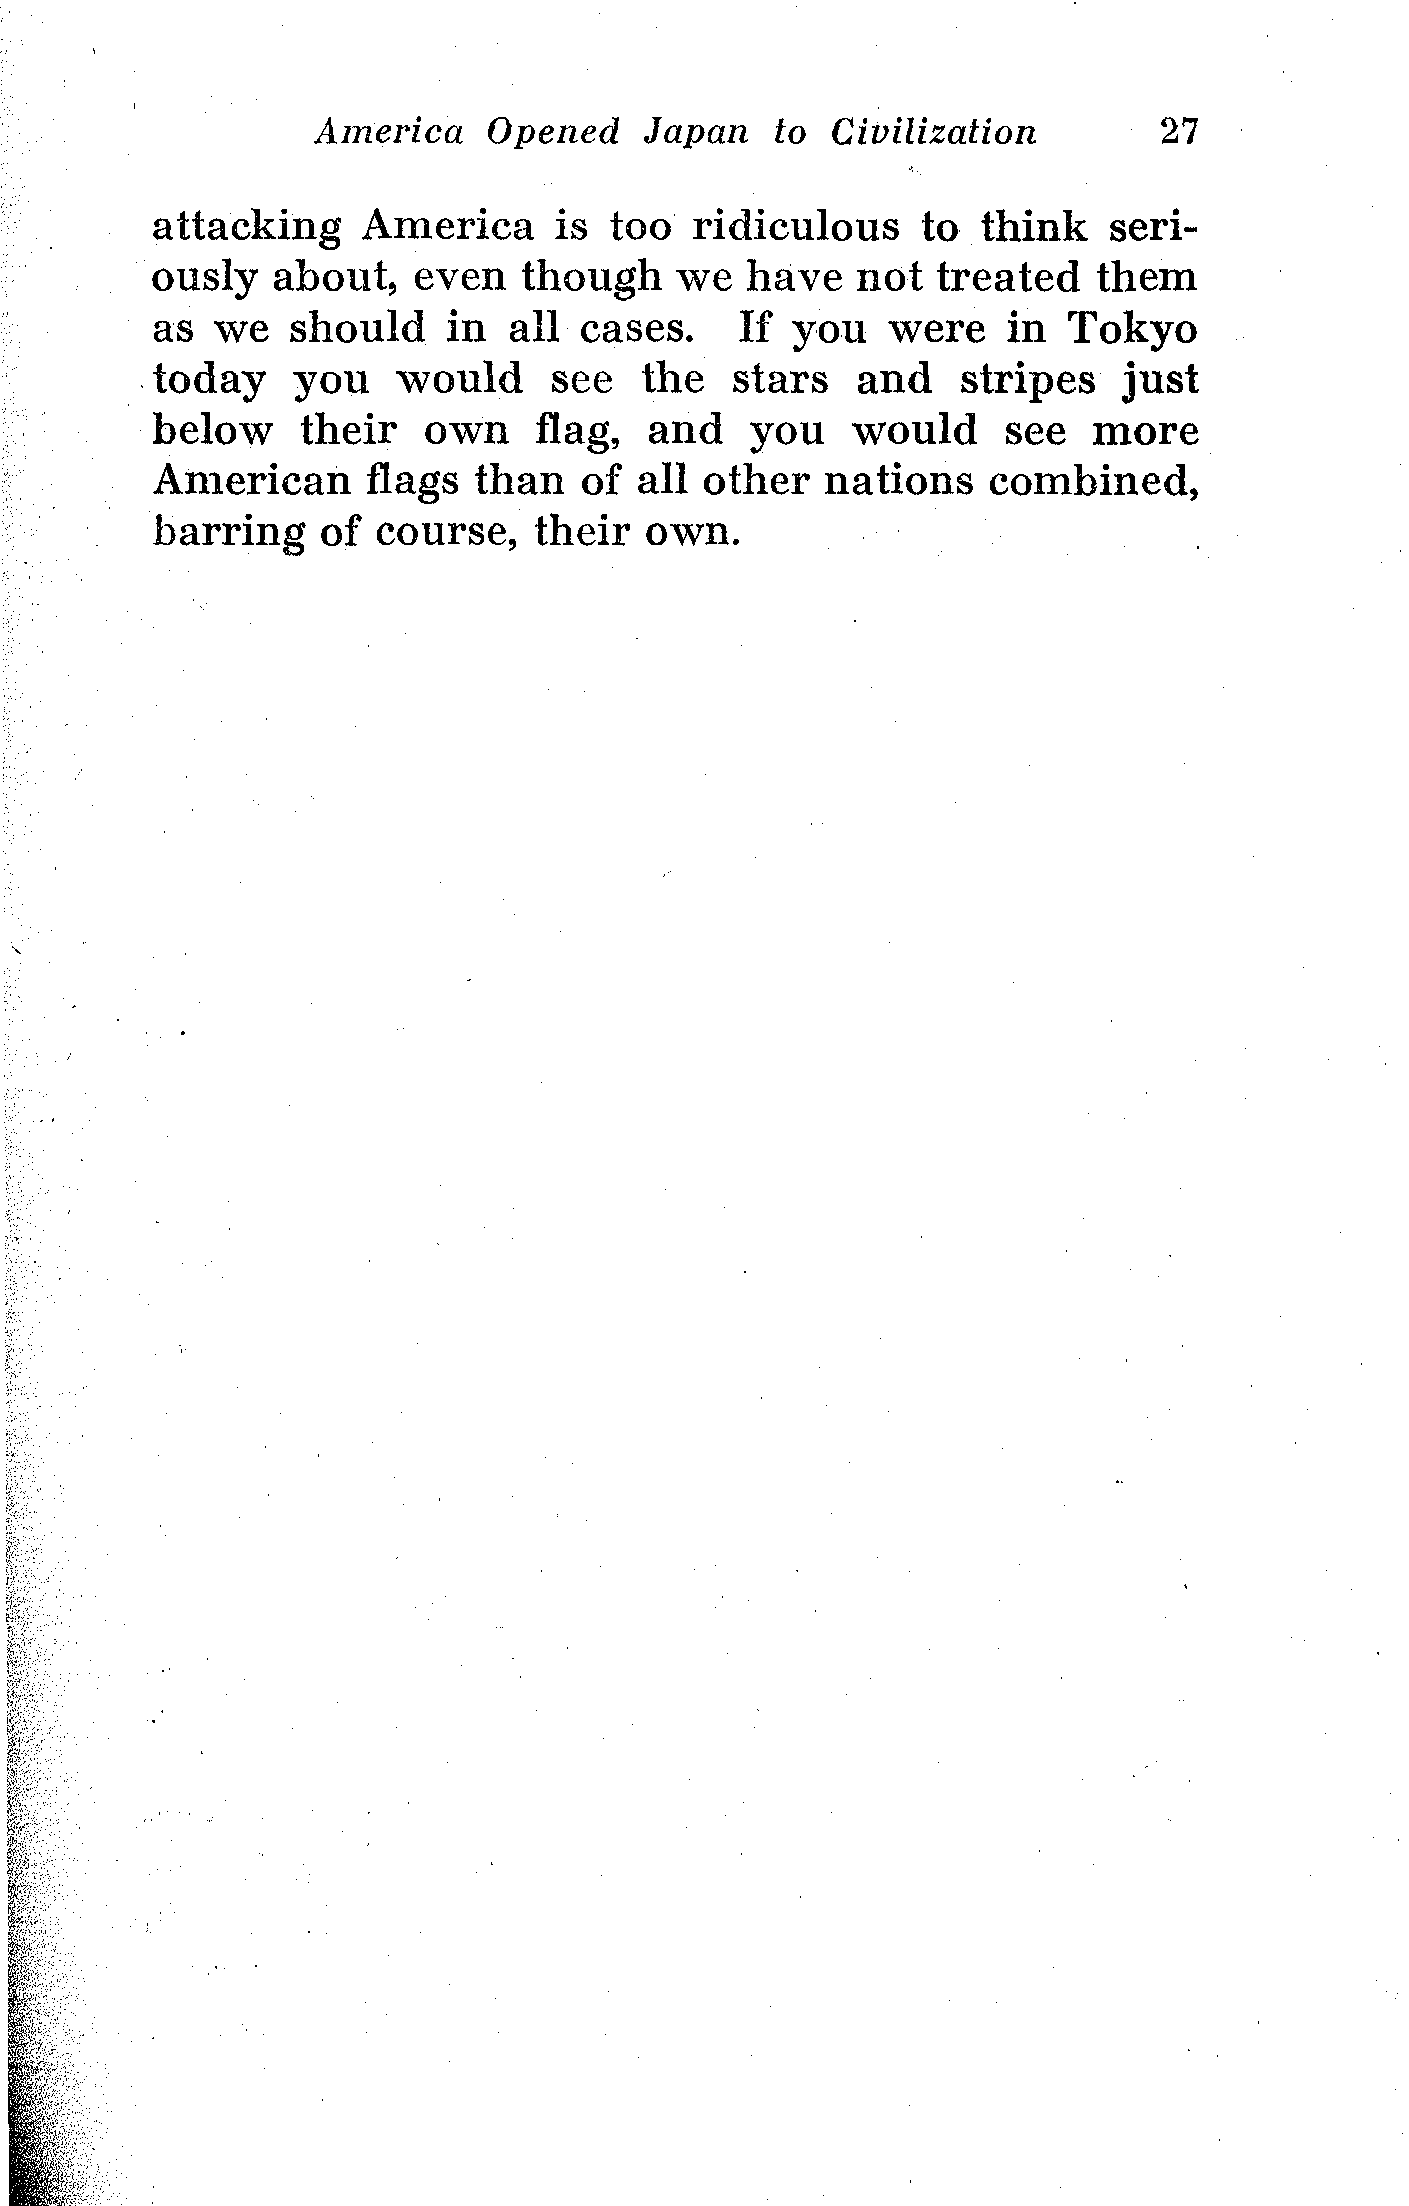 America Opened Japan to Civilization 27
attacking America is too ridiculous to think seri-
ously about, even though we have not treated them
as we should in all cases. If you were in Tokyo
today you would see the stars and stripes just
below their own flag, and you would see more
American flags than of all other nations combined,
barring of course, their own.